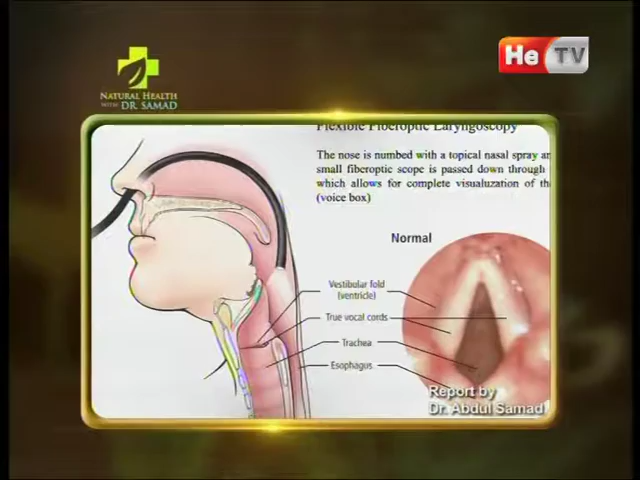 He TV
NATURAL HEALTH
WITH DR. SAMAD
Flexible Fiberoptic Laryngoscopy
The nose is numbed with a topical nasal spray a
small fiberoptic scope is passed down through
which allows for complete visualuzation of th
(voice box)
Normal
Vestibular fold
(ventricle)
True vocal cords
Trachea
Esophagus
Report by
Dr. Abdul Samad